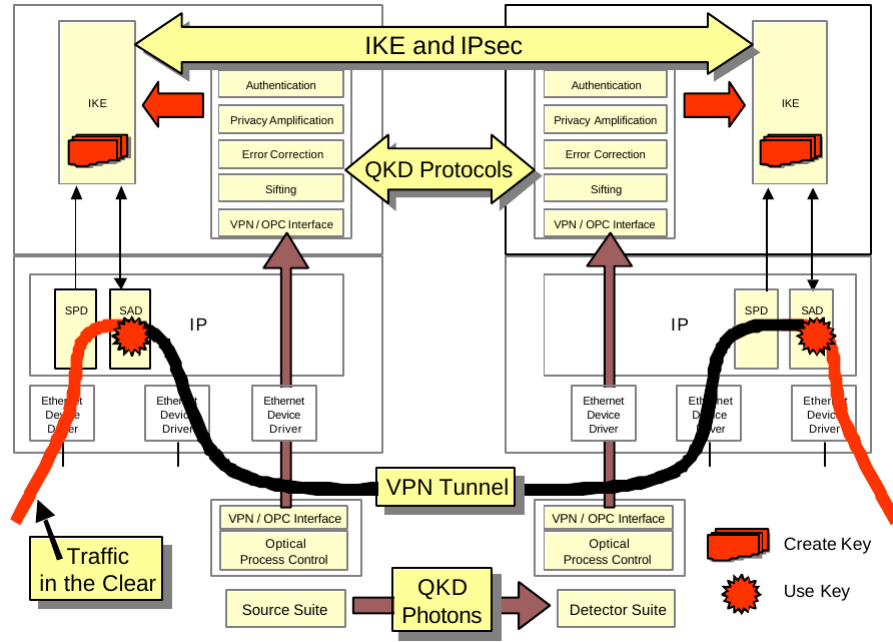 IKE and IPsec
IKE
Authentication
Privacy Amplification
Error Correction
Sifting
VPN / OPC Interface
QKD Protocols
Authentication
Privacy Amplification
Error Correction
Sifting
VPN / OPC Interface
IKE
SPD
SAD
IP
IP
SPD
SAD
Ethernet
Device
Driver
Ethernet
Device
Driver
Ethernet
Device
Driver
Ethernet
Device
Driver
Ethernet
Device
Driver
Ethernet
Device
Driver
VPN Tunnel
Traffic
in the Clear
VPN / OPC Interface
Optical
Process Control
VPN / OPC Interface
Optical
Process Control
Create Key
Use Key
Source Suite
QKD
Photons
Detector Suite